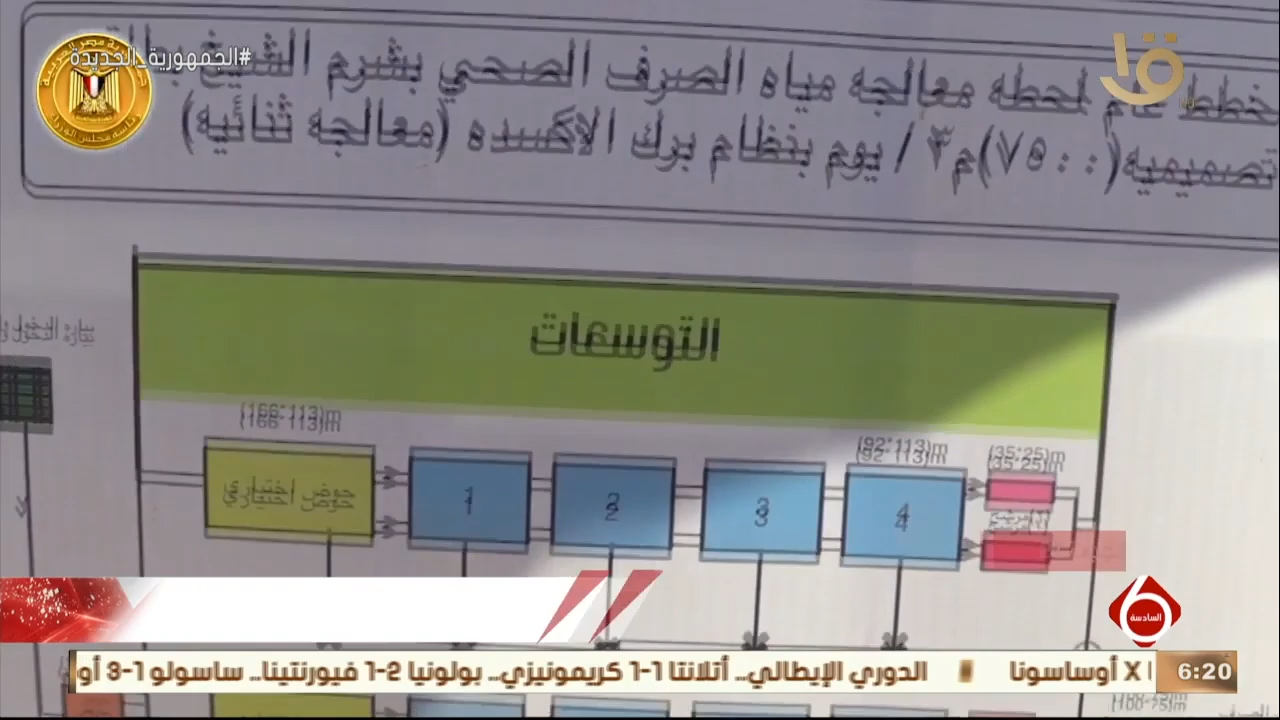 #الجمهورية_الجديدة
مخطط عام لمحطه معالجه مياه الصرف الصحي بشرم الشيخ
تصميميه(٧٥٠٠)م٣ / يوم بنظام برك الاكسده (معالجه ثنائيه)
التوسعات
(166*113)m
(92*113)m
(35*25)m
حوض اختياري
1
2
3
4
السادسة
6:20
X أوساسونا
الدوري الإيطالي.. أتلانتا 1-1 كريمونيزي.. بولونيا 2-1 فيورنتينا.. ساسولو 1-3 أو